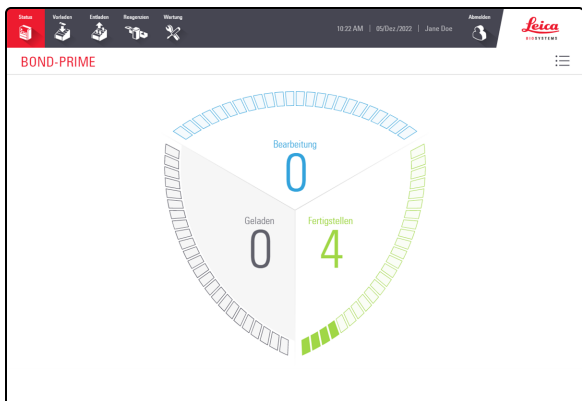 Status Vorladen Entladen Reagenzien Wartung 10:22 AM | 05/Dez./2022 | Jane Doe Abmelden Leica
BIOSYSTEMS
BOND-PRIME
Bearbeitung
0
Geladen Fertigstellen
0 4